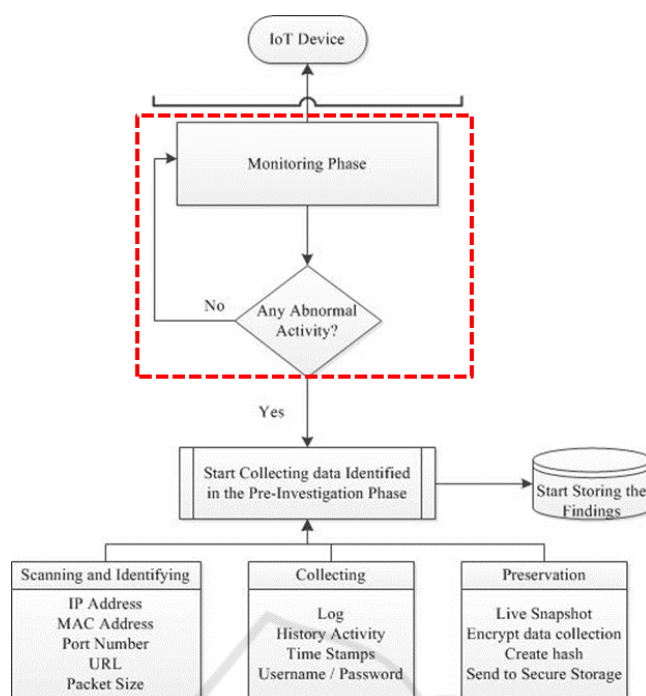 IoT Device
Monitoring Phase
No
Any Abnormal
Activity?
Yes
Start Collecting data Identified
in the Pre-Investigation Phase
Start Storing the
Findings
Scanning and Identifying
IP Address
MAC Address
Port Number
URL
Packet Size
Collecting
Log
History Activity
Time Stamps
Username / Password
Preservation
Live Snapshot
Encrypt data collection
Create hash
Send to Secure Storage